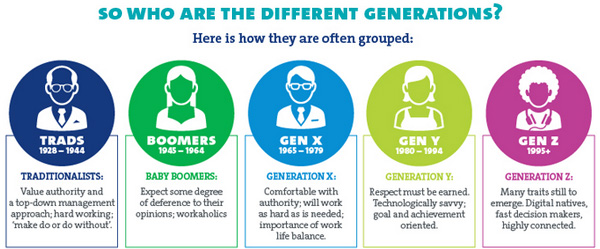 SO WHO ARE THE DIFFERENT GENERATIONS?
Here is how they are often grouped:
TRADS
1928 – 1944
TRADITIONALISTS:
Value authority and
a top-down management
approach; hard working;
‘make do or do without’.
BOOMERS
1945 – 1964
BABY BOOMERS:
Expect some degree
of deference to their
opinions; workaholics
GEN X
1965 – 1979
GENERATION X:
Comfortable with
authority; will work
as hard as is needed;
importance of work
life balance.
GEN Y
1980 – 1994
GENERATION Y:
Respect must be earned.
Technologically savvy;
goal and achievement
oriented.
GEN Z
1995+
GENERATION Z:
Many traits still to
emerge. Digital natives,
fast decision makers,
highly connected.